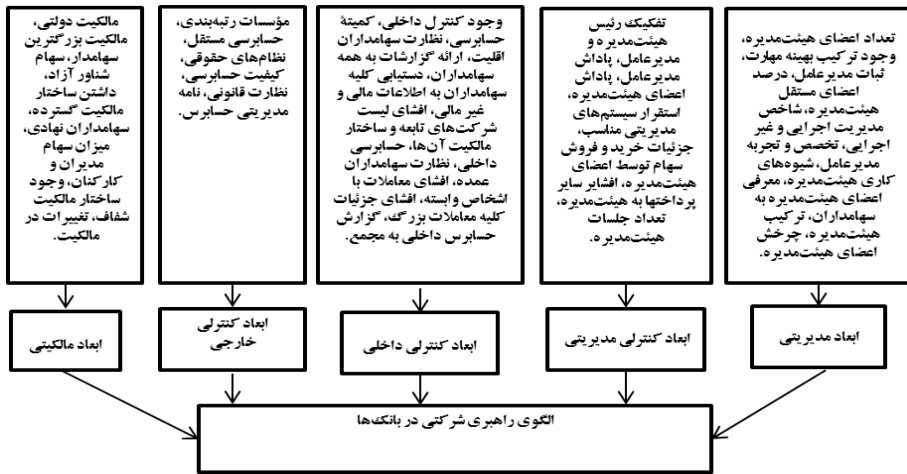 تعداد اعضای هیئت‌مدیره،
وجود ترکیب بهینه مهارت،
ثبات مدیرعامل، درصد
اعضای مستقل
هیئت‌مدیره، شاخص
مدیریت اجرایی و غیر
اجرایی، تخصص و تجربه
مدیرعامل، شیوه‌های
کاری هیئت‌مدیره، معرفی
اعضای هیئت‌مدیره به
سهامداران، ترکیب
هیئت‌مدیره، چرخش
اعضای هیئت‌مدیره.
تفکیک رئیس
هیئت‌مدیره و
مدیرعامل، پاداش
مدیرعامل، پاداش
اعضای هیئت‌مدیره،
استقرار سیستم‌های
مدیریتی مناسب،
جزئیات خرید و فروش
سهام توسط اعضای
هیئت‌مدیره، افشایر سایر
پرداختها به هیئت‌مدیره،
تعداد جلسات
هیئت‌مدیره.
وجود کنترل داخلی، کمیتهٔ
حسابرسی، نظارت سهامداران
اقلیت، ارائه گزارشات به همه
سهامداران، دستیابی کلیه
سهامداران به اطلاعات مالی و
غیر مالی، افشای لیست
شرکت‌های تابعه و ساختار
مالکیت آن‌ها، حسابرسی
داخلی، نظارت سهامداران
عمده، افشای معاملات با
اشخاص وابسته، افشای جزئیات
کلیه معاملات بزرگ، گزارش
حسابرس داخلی به مجمع.
مؤسسات رتبه‌بندی،
حسابرسی مستقل،
نظام‌های حقوقی،
کیفیت حسابرسی،
نظارت قانونی، نامه
مدیریتی حسابرس.
مالکیت دولتی،
مالکیت بزرگترین
سهامدار، سهام
شناور آزاد،
داشتن ساختار
مالکیت گسترده،
سهامداران نهادی،
میزان سهام
مدیران و
کارکنان، وجود
ساختار مالکیت
شفاف، تغییرات در
مالکیت.
ابعاد مدیریتی
ابعاد کنترلی مدیریتی
ابعاد کنترلی داخلی
ابعاد کنترلی
خارجی
ابعاد مالکیتی
الگوی راهبری شرکتی در بانک‌ها